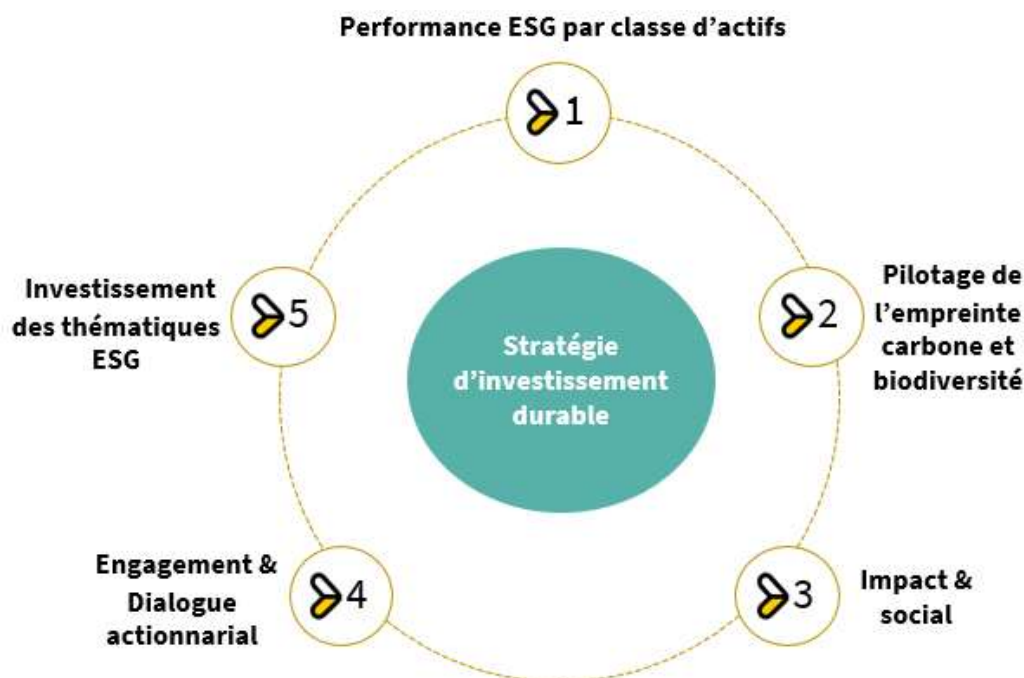 Performance ESG par classe d’actifs
1
Pilotage de
l’empreinte
carbone et
biodiversité
2
Impact &
social
3
Engagement &
Dialogue
actionnarial
4
Investissement
des thématiques
ESG
5
Stratégie
d’investissement
durable